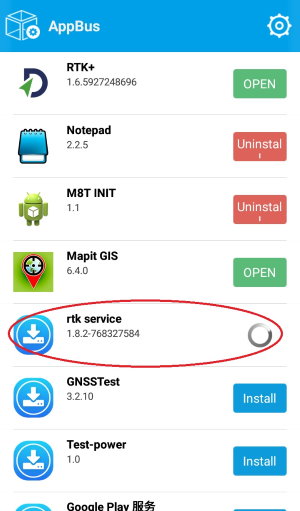 AppBus
RTK+
1.6.5927248696
OPEN
Notepad
2.2.5
Uninstal
l
M8T INIT
1.1
Uninstal
l
Mapit GIS
6.4.0
OPEN
rtk service
1.8.2-768327584
GNSSTest
3.2.10
Install
Test-power
1.0
Install
Google Play 服务